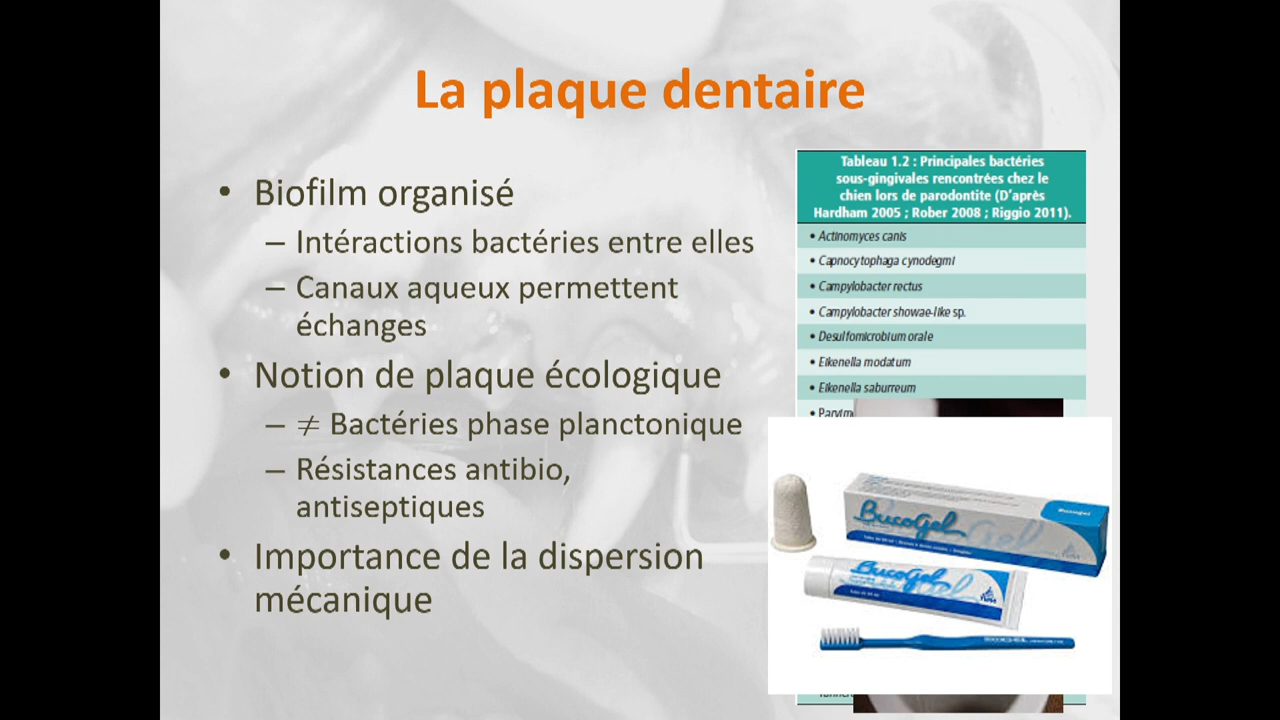 La plaque dentaire
• Biofilm organisé
– Intéractions bactéries entre elles
– Canaux aqueux permettent
échanges
• Notion de plaque écologique
– ≠ Bactéries phase planctonique
– Résistances antibio,
antiseptiques
• Importance de la dispersion
mécanique
Tableau 1.2 : Principales bactéries
sous-gingivales rencontrées chez le
chien lors de parodontite (D'après
Hardham 2005 ; Rober 2008 ; Riggio 2011).
• Actinomyces canis
• Capnocytophaga cynodegmi
• Campylobacter rectus
• Campylobacter showae-like sp.
• Desulfomicrobium orale
• Eikenella modatum
• Eikenella saburreum
BucoGel
Bucogel
BucoGel